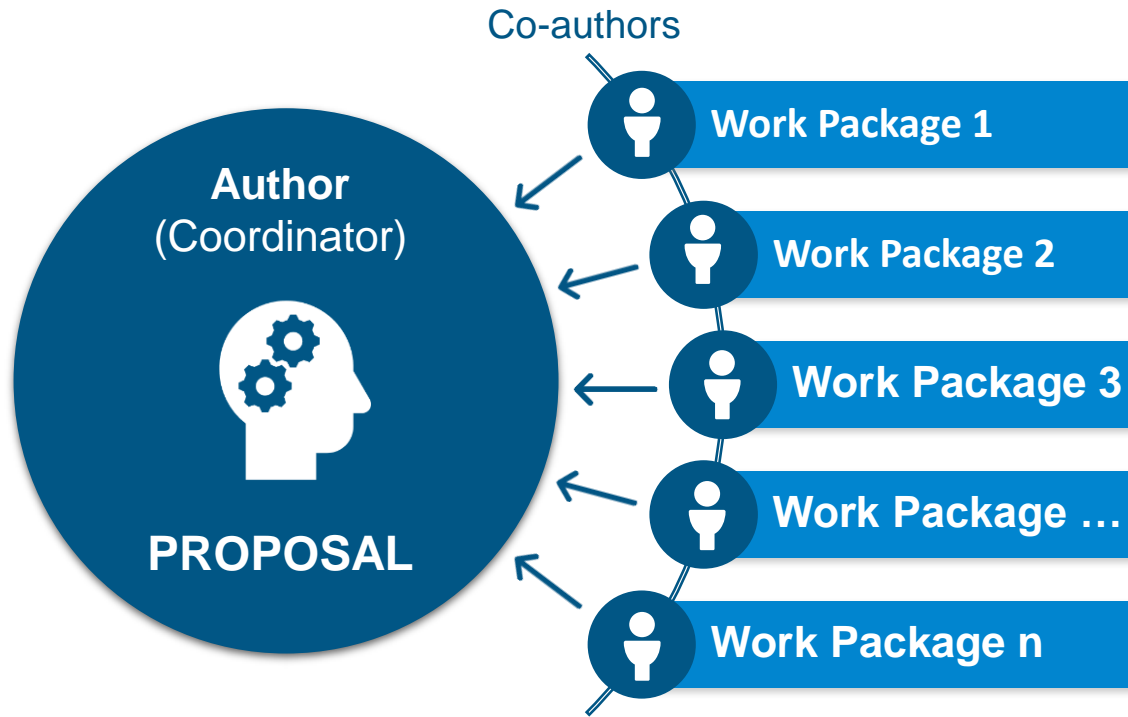 Co-authors
Author
(Coordinator)
PROPOSAL
Work Package 1
Work Package 2
Work Package 3
Work Package …
Work Package n